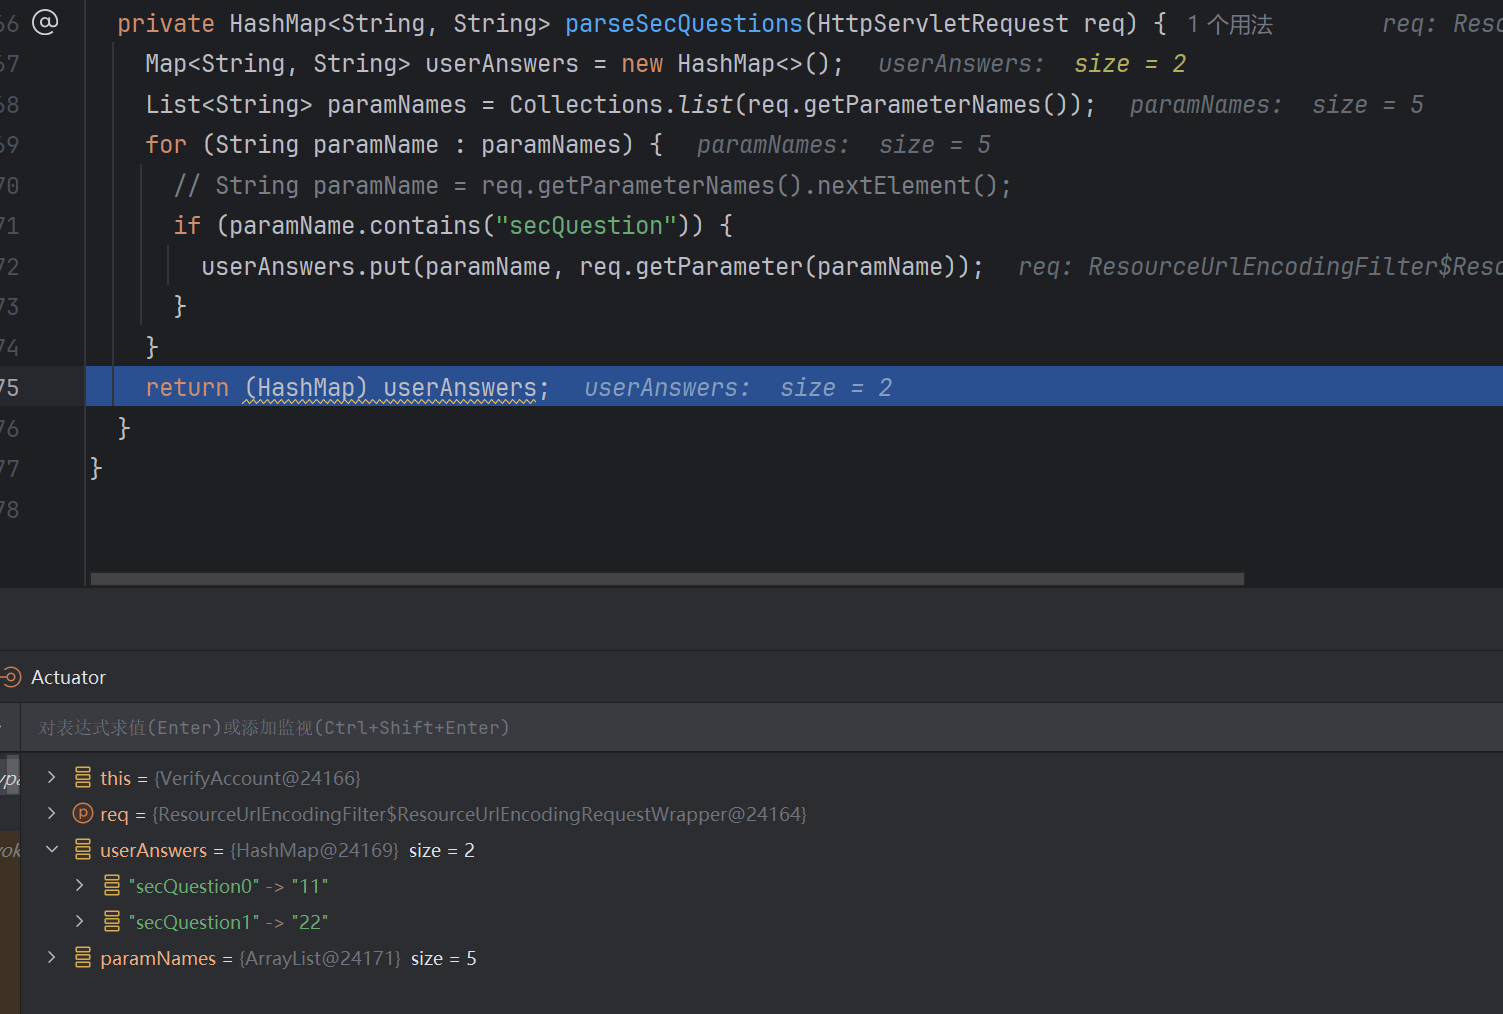 66 private HashMap<String, String> parseSecQuestions(HttpServletRequest req) { 1 个用法 req: Reso
67 Map<String, String> userAnswers = new HashMap<>(); userAnswers: size = 2
68 List<String> paramNames = Collections.list(req.getParameterNames()); paramNames: size = 5
69 for (String paramName : paramNames) { paramNames: size = 5
70 // String paramName = req.getParameterNames().nextElement();
71 if (paramName.contains("secQuestion")) {
72 userAnswers.put(paramName, req.getParameter(paramName)); req: ResourceUrlEncodingFilter$Reso
73 }
74 }
75 return (HashMap) userAnswers; userAnswers: size = 2
76 }
77 }
78
Actuator
对表达式求值(Enter)或添加监视(Ctrl+Shift+Enter)
this = {VerifyAccount@24166}
req = {ResourceUrlEncodingFilter$ResourceUrlEncodingRequestWrapper@24164}
userAnswers = {HashMap@24169} size = 2
"secQuestion0" -> "11"
"secQuestion1" -> "22"
paramNames = {ArrayList@24171} size = 5